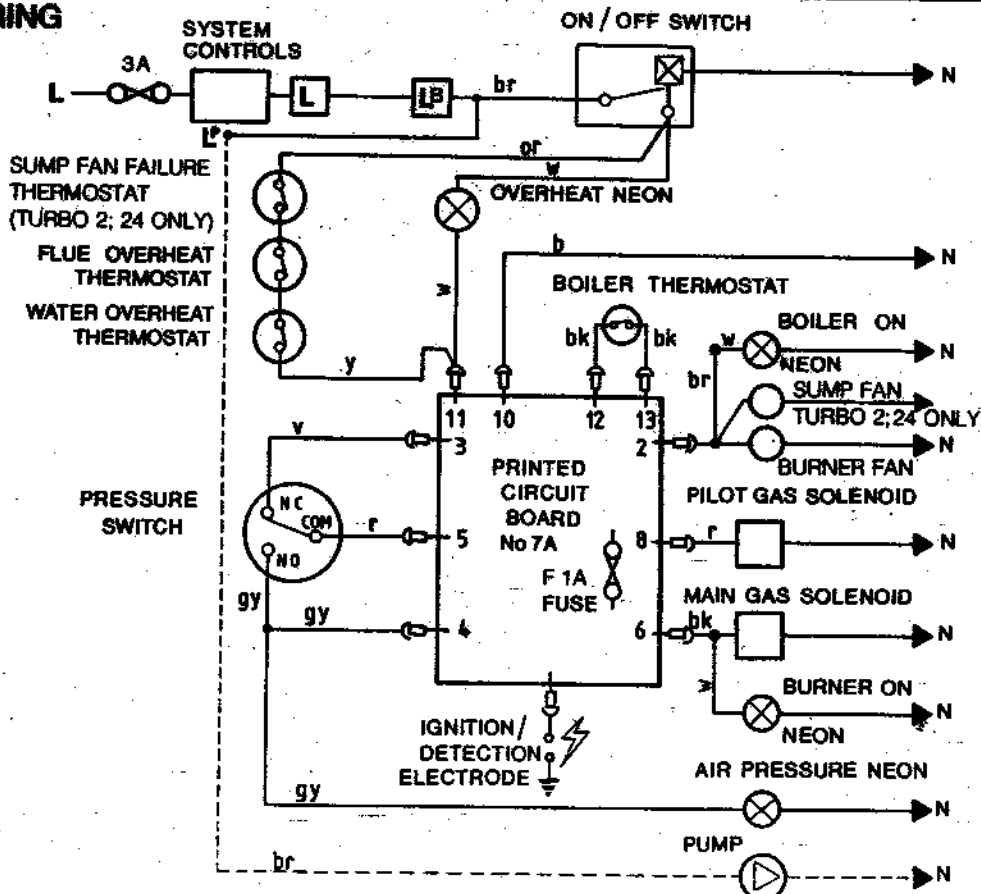 RING
SYSTEM
CONTROLS
ON / OFF SWITCH
3A
L
L
LB
br
N
LP
or
w
SUMP FAN FAILURE
THERMOSTAT
(TURBO 2; 24 ONLY)
OVERHEAT NEON
FLUE OVERHEAT
THERMOSTAT
b
N
w
BOILER THERMOSTAT
WATER OVERHEAT
THERMOSTAT
bk
bk
w
BOILER ON
NEON
N
y
br
SUMP FAN
TURBO 2;24 ONLY
11
10
12
13
v
3
2
N
BURNER FAN
PRINTED
CIRCUIT
BOARD
No 7A
PRESSURE
SWITCH
NC
COM
NO
r
5
PILOT GAS SOLENOID
8
r
N
F 1A
FUSE
MAIN GAS SOLENOID
gy
gy
4
6
bk
N
w
BURNER ON
NEON
N
IGNITION/
DETECTION
ELECTRODE
AIR PRESSURE NEON
gy
N
PUMP
br
N